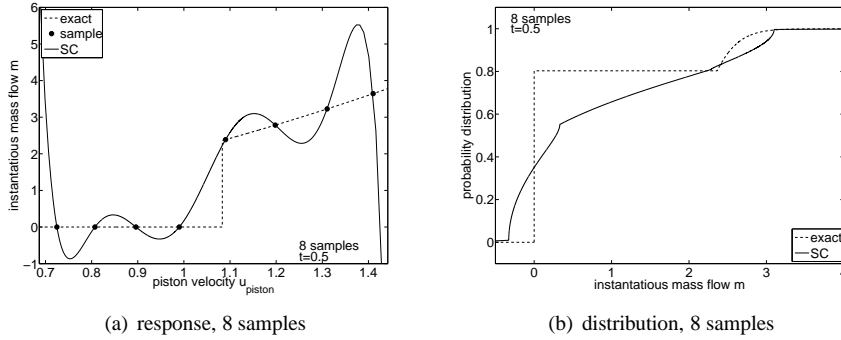 exact
sample
SC
6
5
4
3
2
1
0
−1
instantatious mass flow m
0.7 0.8 0.9 1 1.1 1.2 1.3 1.4
piston velocity u_piston
8 samples
t=0.5
(a) response, 8 samples
8 samples
t=0.5
1
0.8
0.6
0.4
0.2
0
probability distribution
0 1 2 3 4
instantatious mass flow m
exact
SC
(b) distribution, 8 samples